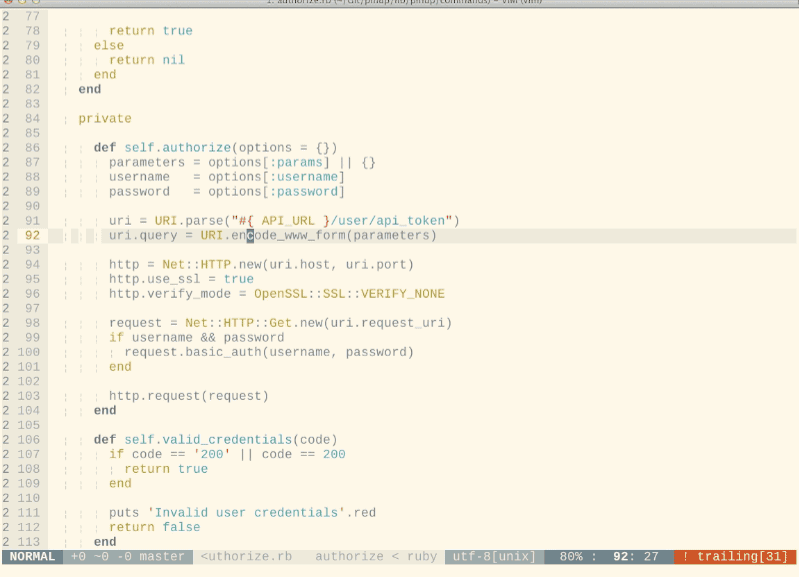 1. authorize.rb (~/Git/pinup/lib/pinup/commands) - VIM (vim)
2 77
2 78 return true
2 79 else
2 80 return nil
2 81 end
2 82 end
2 83
2 84 private
2 85
2 86 def self.authorize(options = {})
2 87 parameters = options[:params] || {}
2 88 username = options[:username]
2 89 password = options[:password]
2 90
2 91 uri = URI.parse("#{ API_URL }/user/api_token")
2 92 uri.query = URI.encode_www_form(parameters)
2 93
2 94 http = Net::HTTP.new(uri.host, uri.port)
2 95 http.use_ssl = true
2 96 http.verify_mode = OpenSSL::SSL::VERIFY_NONE
2 97
2 98 request = Net::HTTP::Get.new(uri.request_uri)
2 99 if username && password
2 100 request.basic_auth(username, password)
2 101 end
2 102
2 103 http.request(request)
2 104 end
2 105
2 106 def self.valid_credentials(code)
2 107 if code == '200' || code == 200
2 108 return true
2 109 end
2 110
2 111 puts 'Invalid user credentials'.red
2 112 return false
2 113 end
NORMAL +0 ~0 -0 master <uthorize.rb authorize < ruby utf-8[unix] 80% : 92: 27 ! trailing[31]